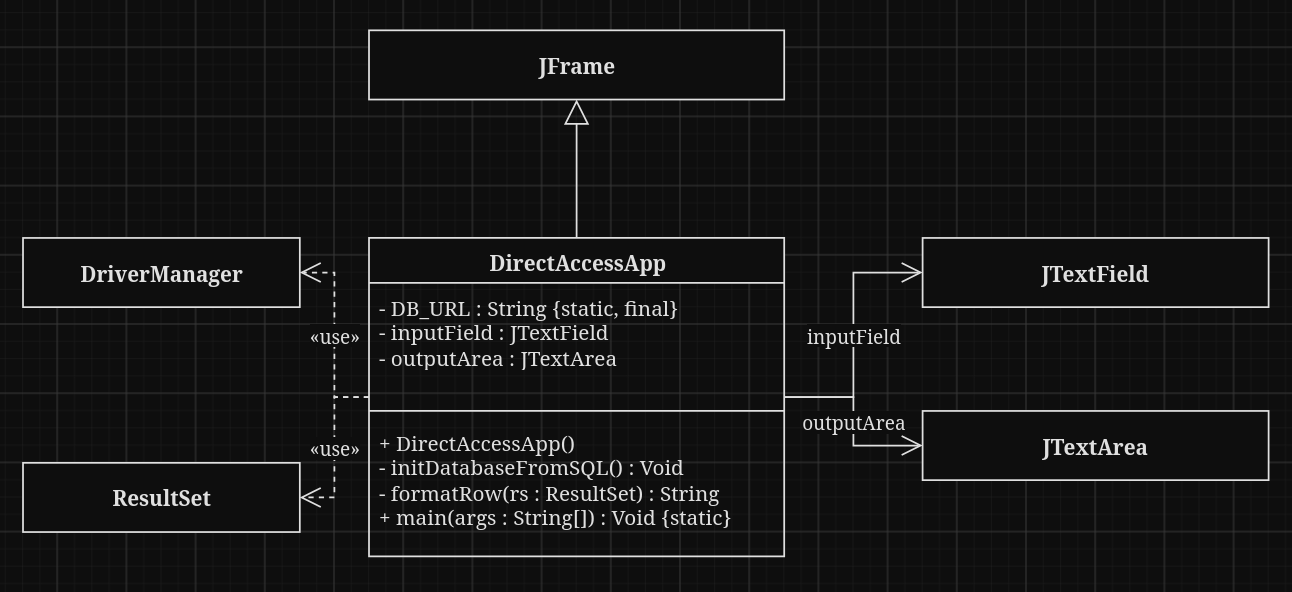 JFrame
DriverManager
«use»
«use»
ResultSet
DirectAccessApp
- DB_URL : String {static, final}
- inputField : JTextField
- outputArea : JTextArea
+ DirectAccessApp()
- initDatabaseFromSQL() : Void
- formatRow(rs : ResultSet) : String
+ main(args : String[]) : Void {static}
JTextField
inputField
outputArea
JTextArea